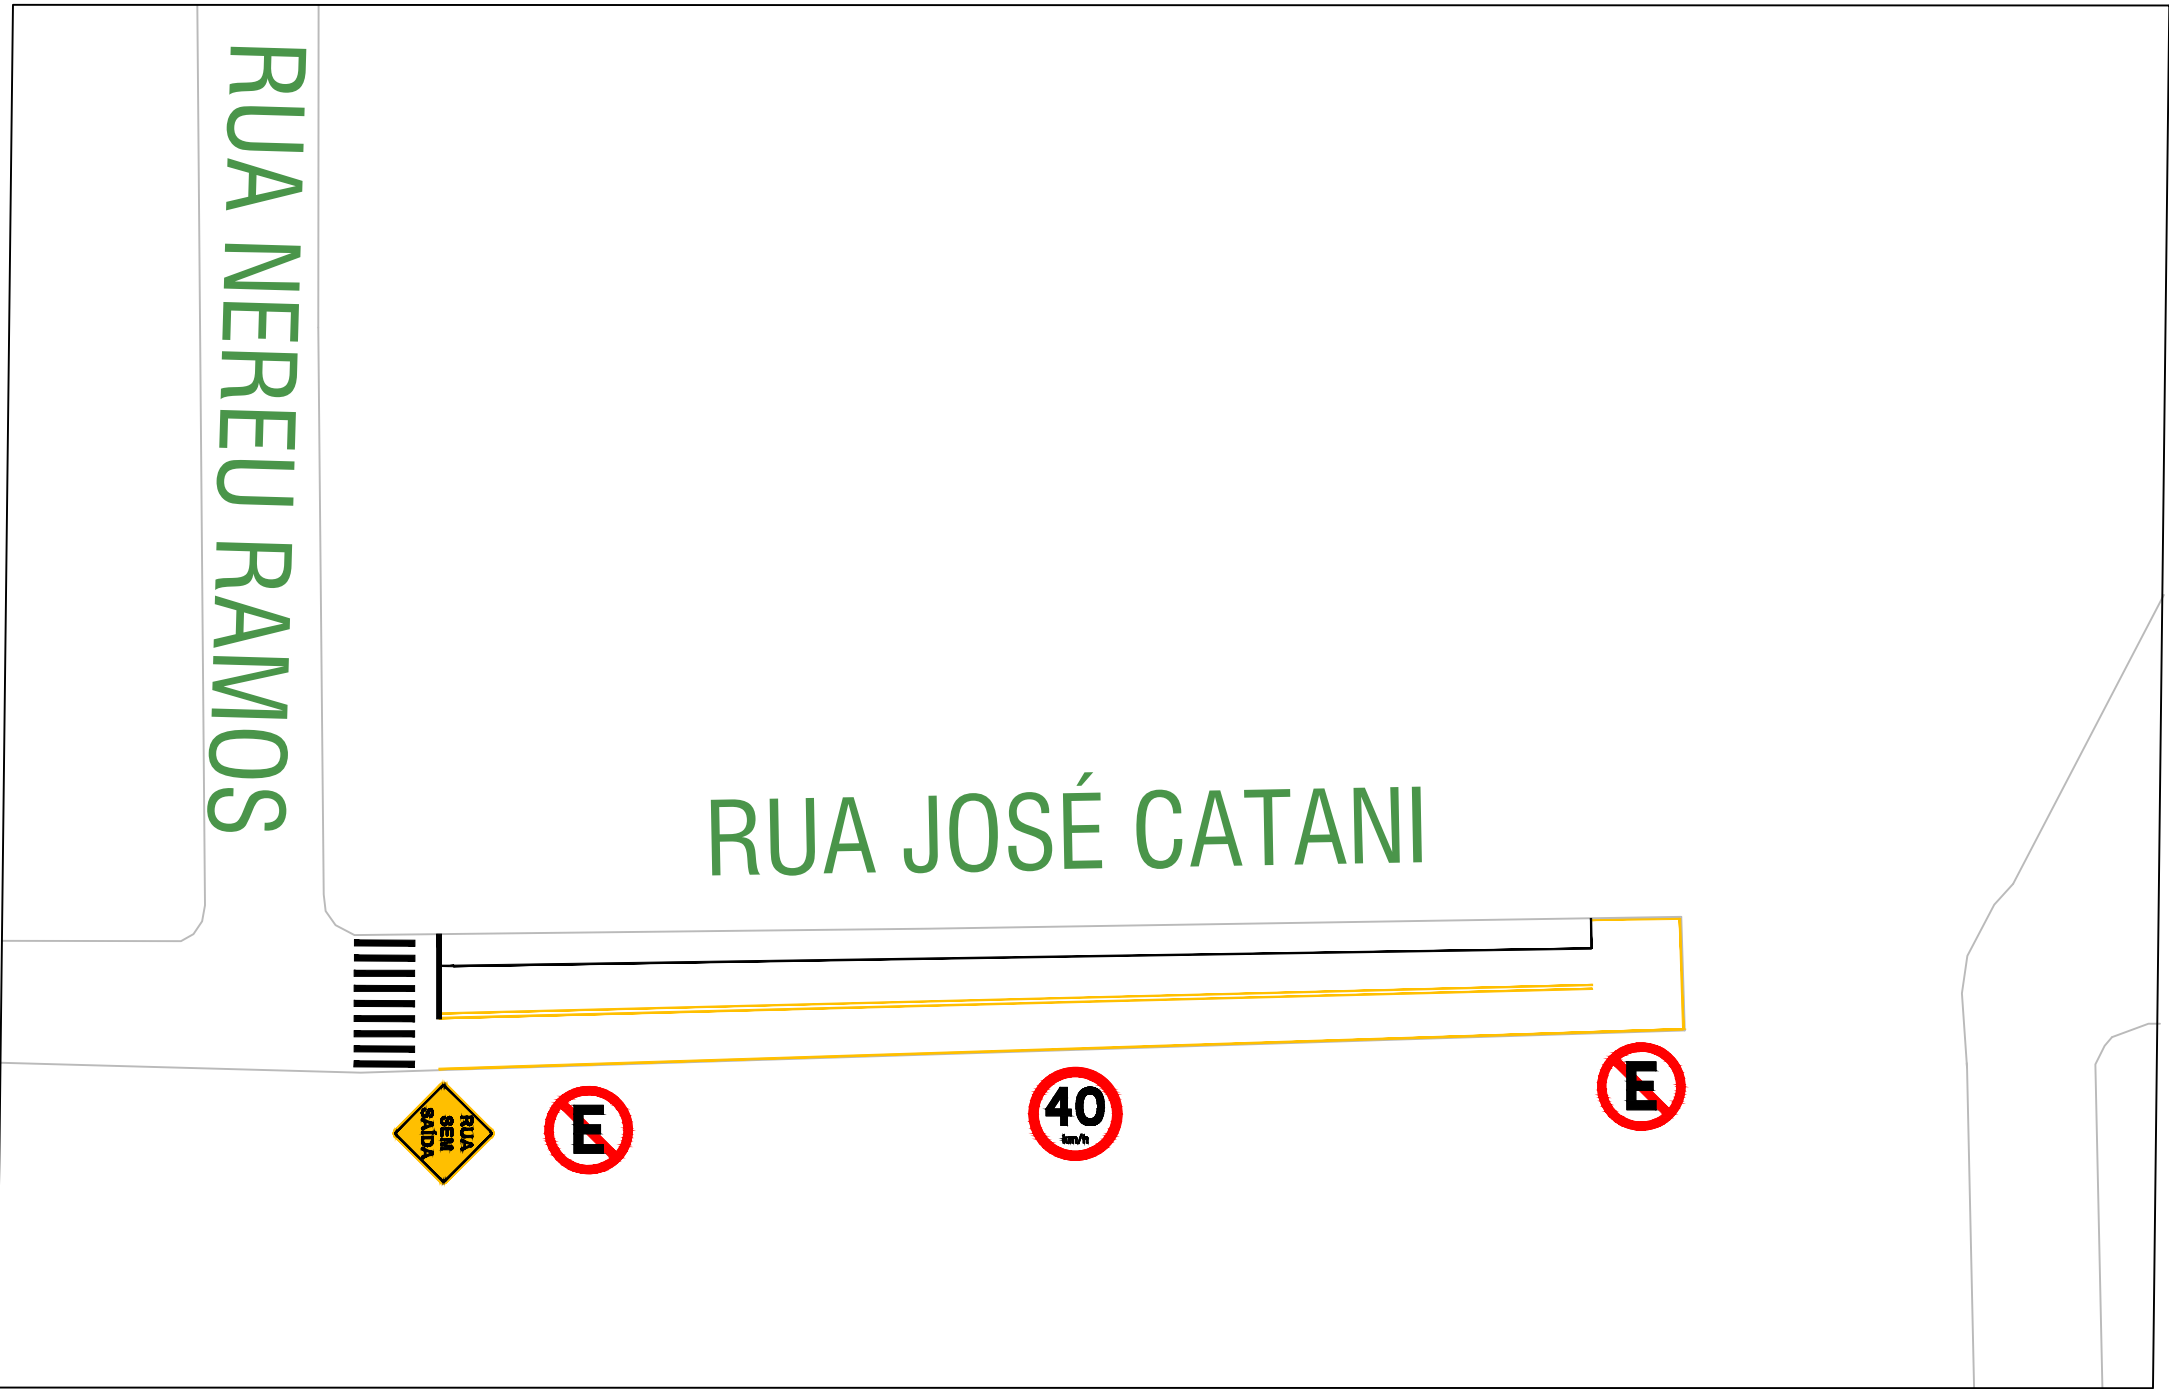 RUA NEREU RAMOS
RUA JOSÉ CATANI
RUA
SEM
SAÍDA
E
40
km/h
E